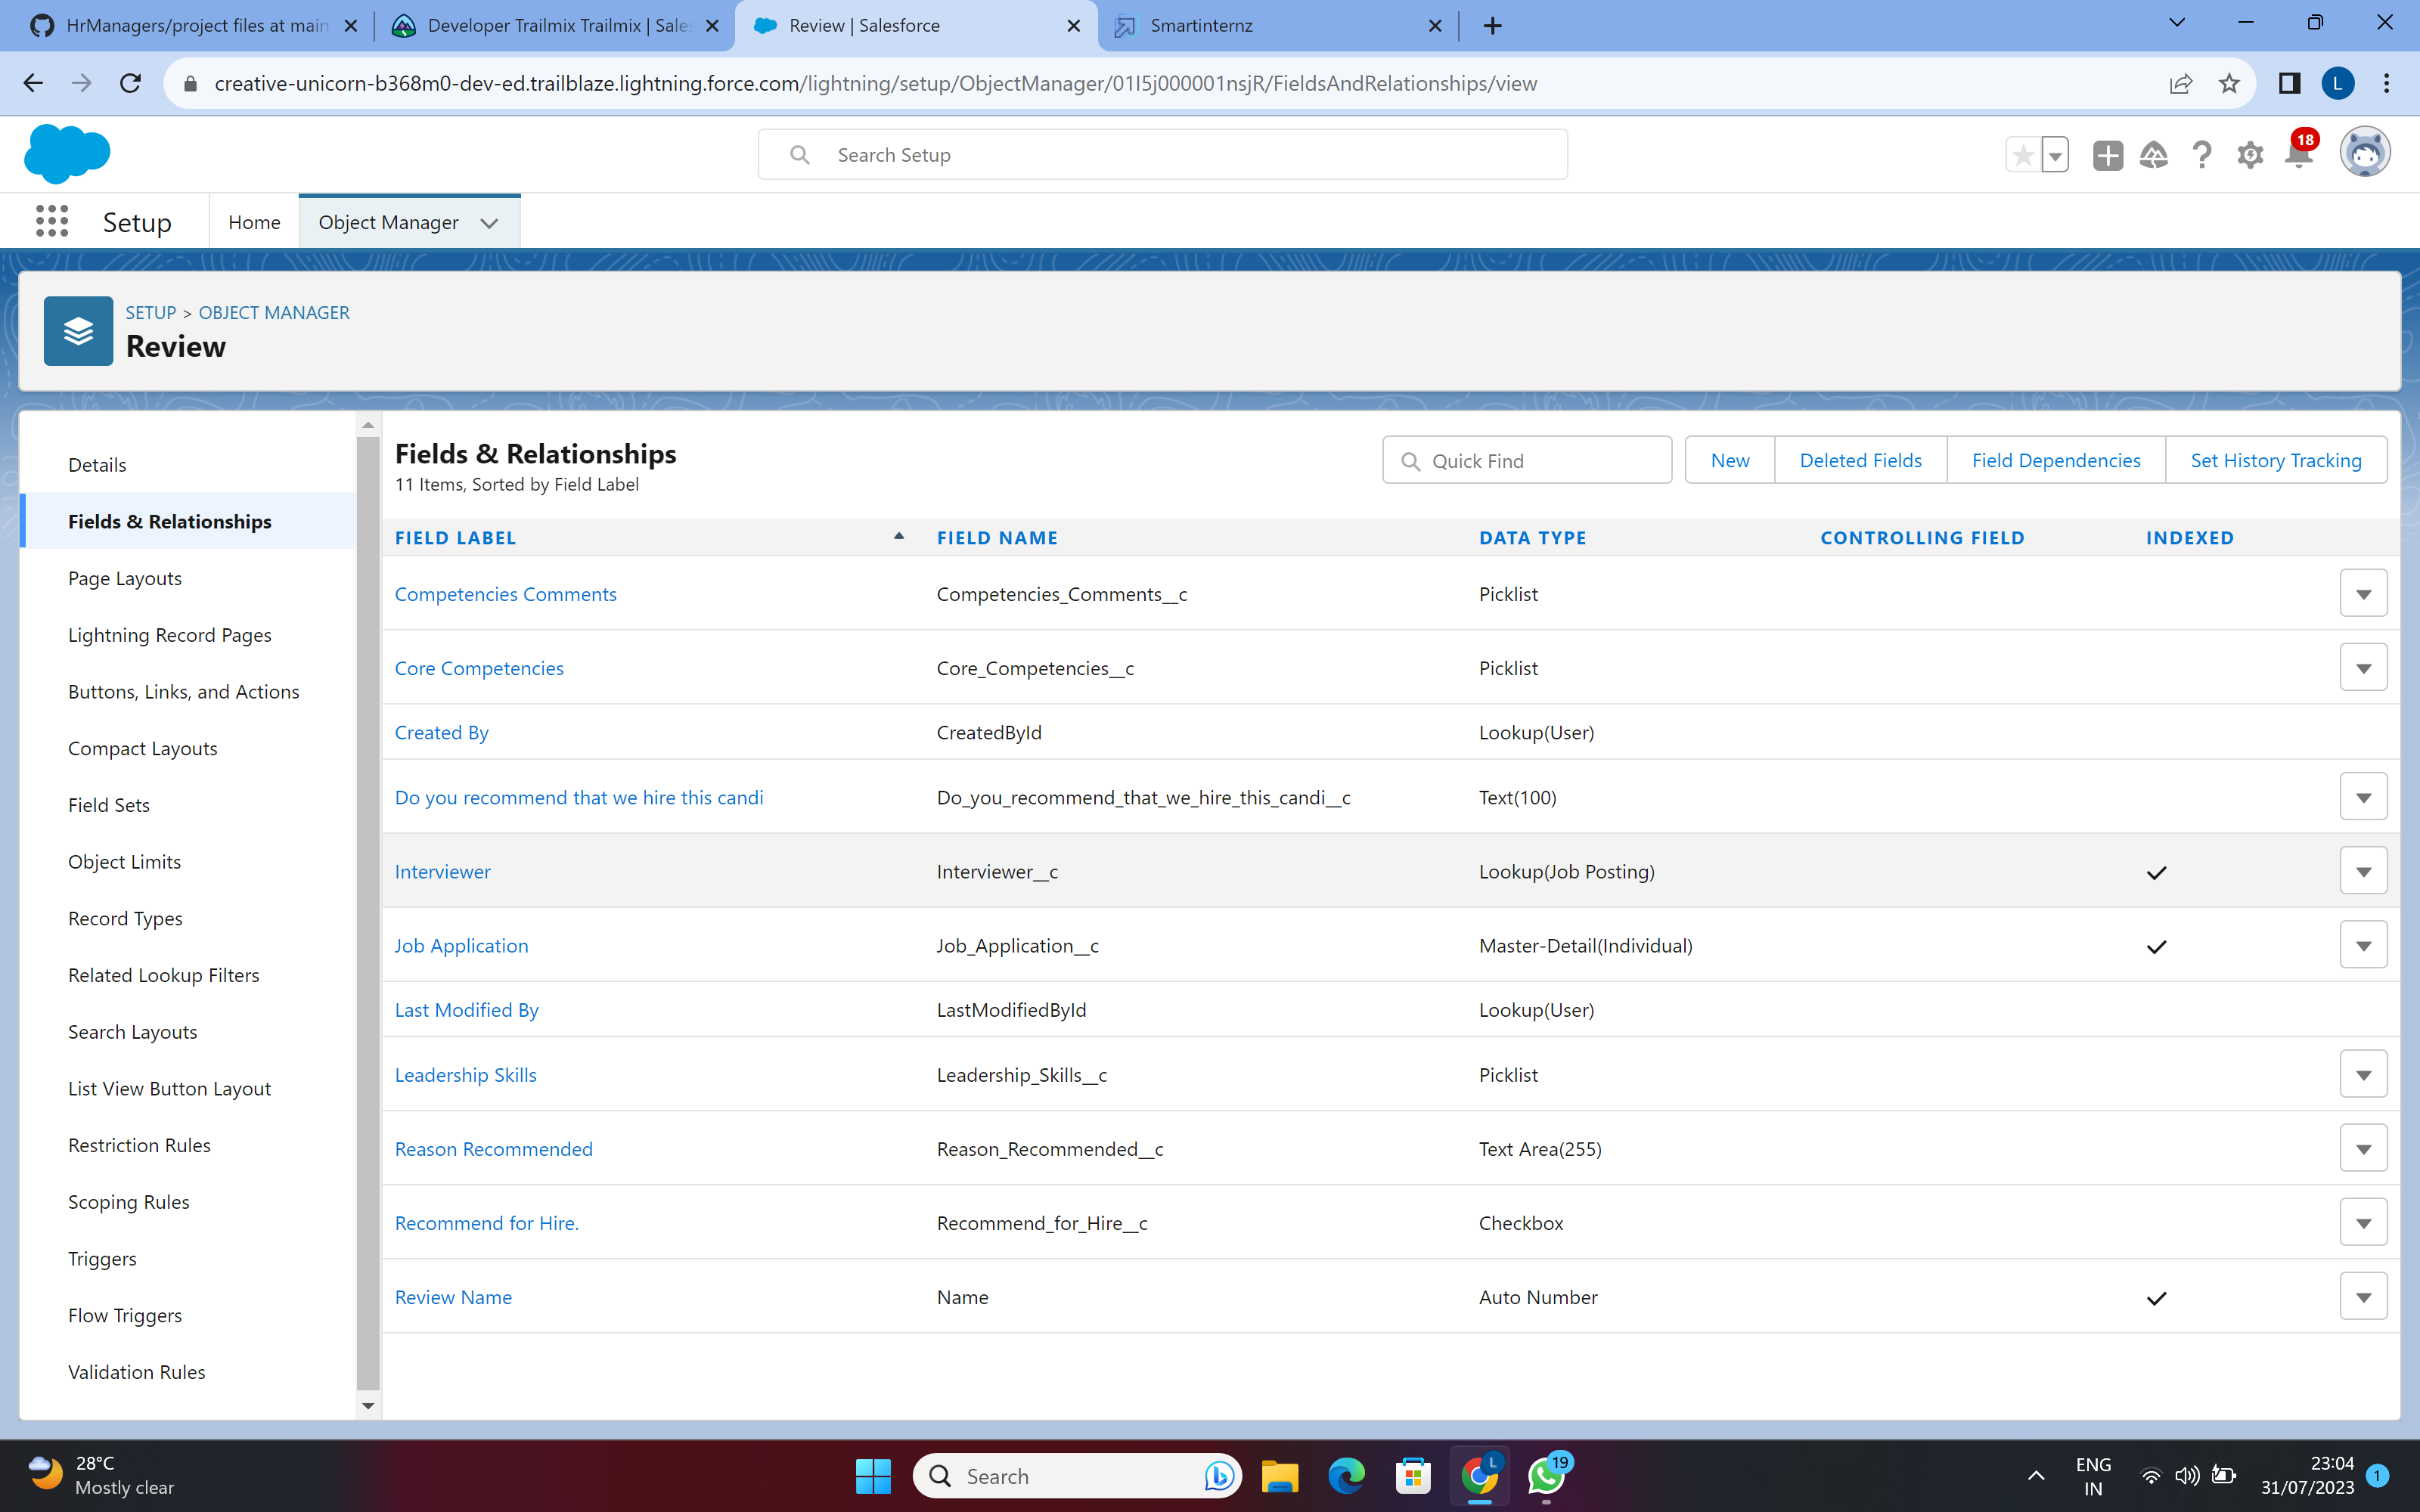 HrManagers/project files at main
Developer Trailmix Trailmix | Sales
Review | Salesforce
Smartinternz
creative-unicorn-b368m0-dev-ed.trailblaze.lightning.force.com/lightning/setup/ObjectManager/01I5j000001nsjR/FieldsAndRelationships/view
L
Search Setup
18
Setup
Home
Object Manager
SETUP > OBJECT MANAGER
Review
Details
Fields & Relationships
Page Layouts
Lightning Record Pages
Buttons, Links, and Actions
Compact Layouts
Field Sets
Object Limits
Record Types
Related Lookup Filters
Search Layouts
List View Button Layout
Restriction Rules
Scoping Rules
Triggers
Flow Triggers
Validation Rules
Fields & Relationships
11 Items, Sorted by Field Label
Quick Find
New
Deleted Fields
Field Dependencies
Set History Tracking
FIELD LABEL FIELD NAME DATA TYPE CONTROLLING FIELD INDEXED
Competencies Comments Competencies_Comments__c Picklist
Core Competencies Core_Competencies__c Picklist
Created By CreatedById Lookup(User)
Do you recommend that we hire this candi Do_you_recommend_that_we_hire_this_candi__c Text(100)
Interviewer Interviewer__c Lookup(Job Posting)
Job Application Job_Application__c Master-Detail(Individual)
Last Modified By LastModifiedById Lookup(User)
Leadership Skills Leadership_Skills__c Picklist
Reason Recommended Reason_Recommended__c Text Area(255)
Recommend for Hire. Recommend_for_Hire__c Checkbox
Review Name Name Auto Number
28°C
Mostly clear
Search
L
19
ENG
IN
23:04
31/07/2023
1